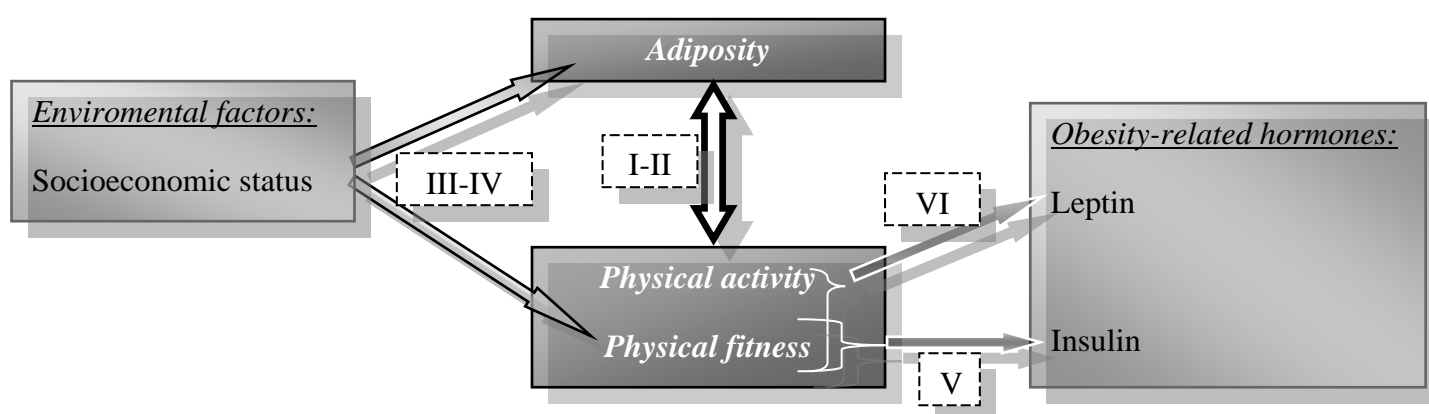 Adiposity
Enviromental factors:
Socioeconomic status
III-IV
I-II
Physical activity
Physical fitness
VI
V
Obesity-related hormones:
Leptin
Insulin